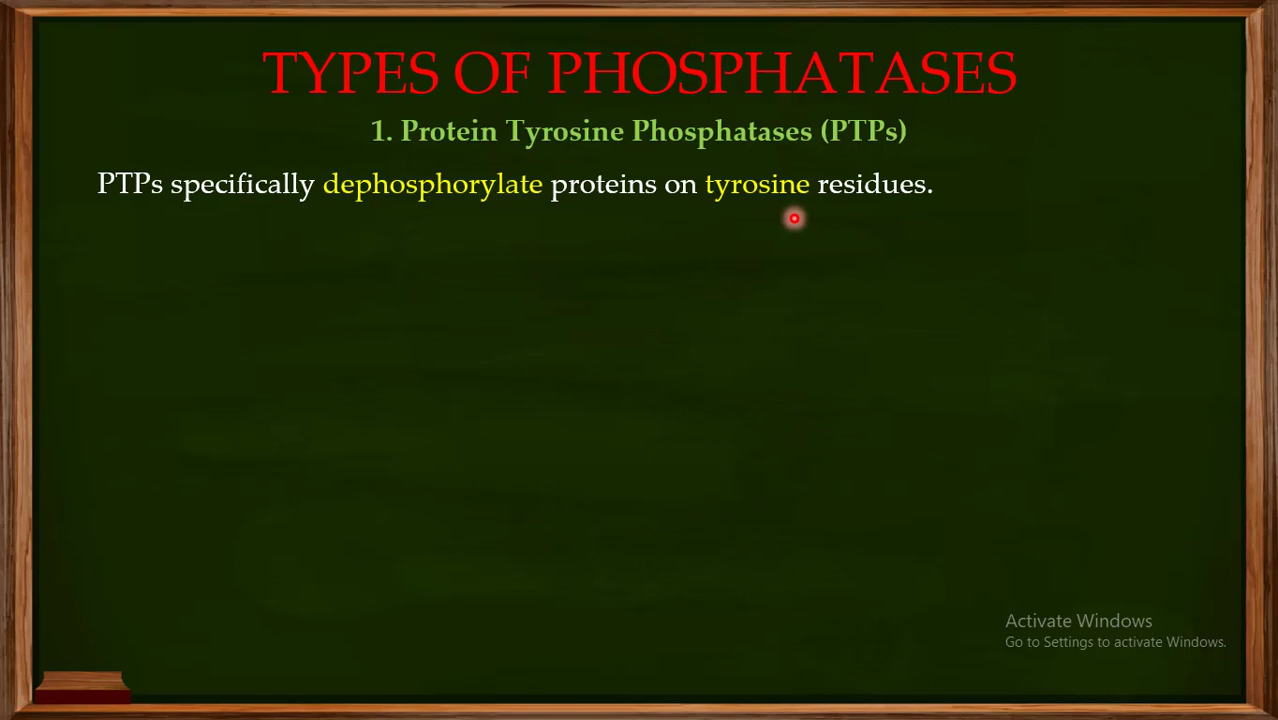 TYPES OF PHOSPHATASES
1. Protein Tyrosine Phosphatases (PTPs)
PTPs specifically dephosphorylate proteins on tyrosine residues.
Activate Windows
Go to Settings to activate Windows.